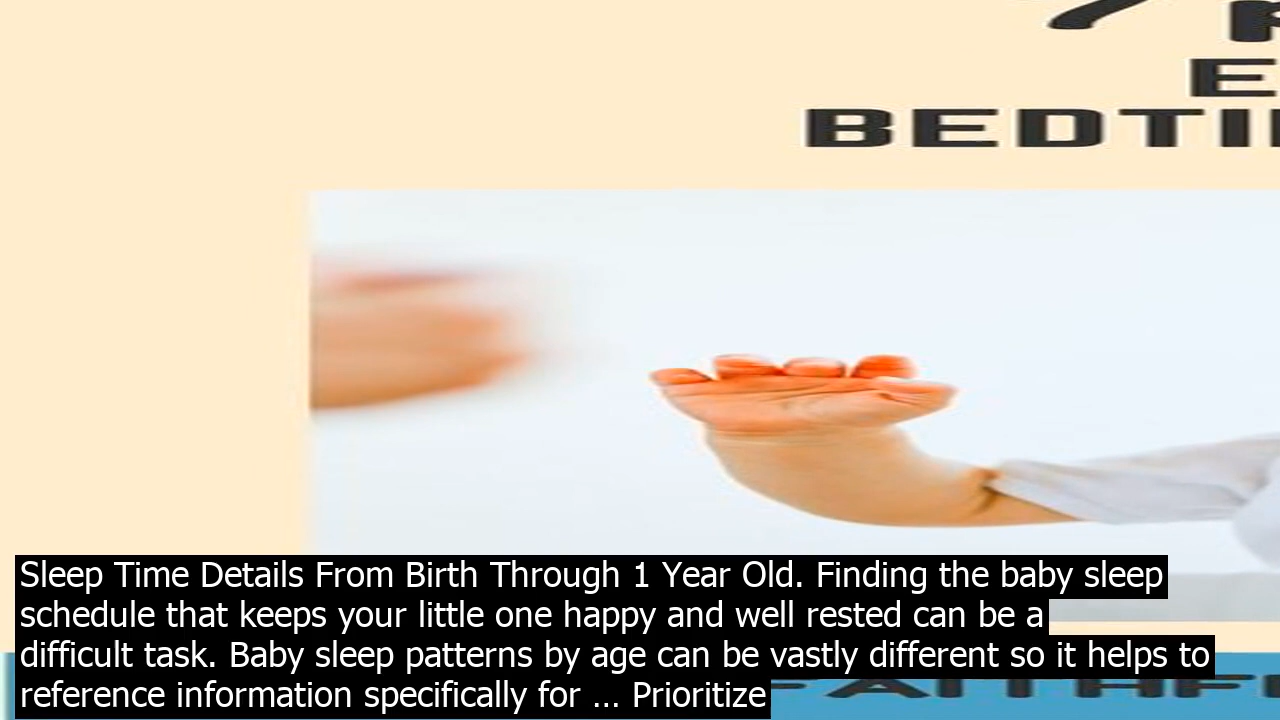 BEDTI
Sleep Time Details From Birth Through 1 Year Old. Finding the baby sleep
schedule that keeps your little one happy and well rested can be a
difficult task. Baby sleep patterns by age can be vastly different so it helps to
reference information specifically for ... Prioritize